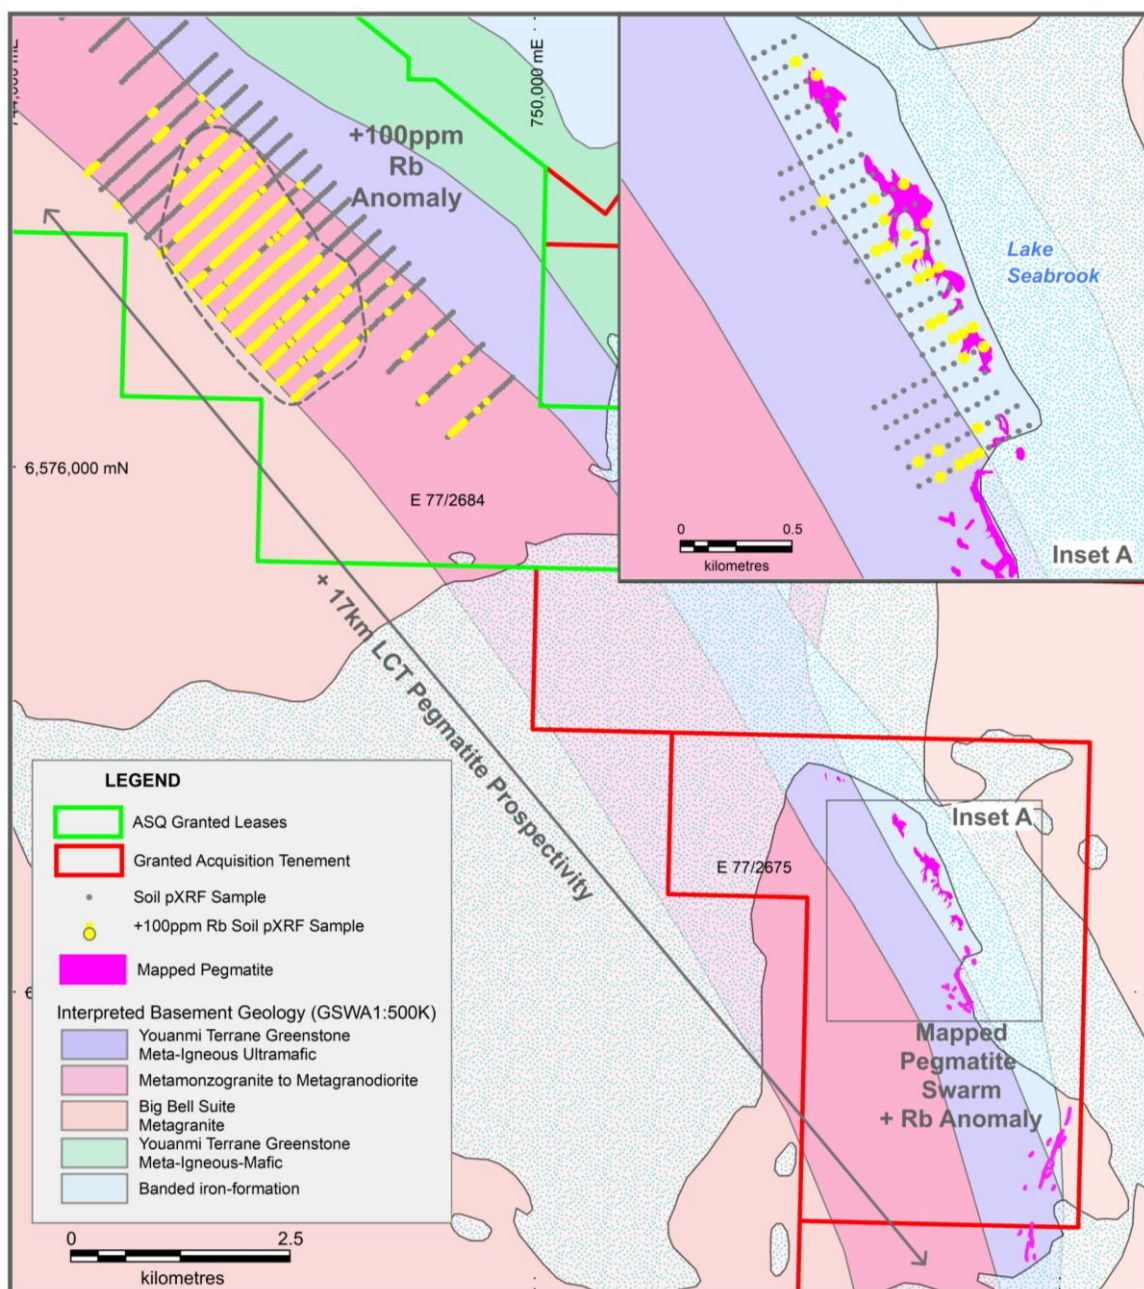 750,000 mE
+100ppm
Rb
Anomaly
6,576,000 mN
E 77/2684
+ 17km LCT Pegmatite Prospectivity
Lake
Seabrook
0 0.5
kilometres
Inset A
Inset A
E 77/2675
Mapped
Pegmatite
Swarm
+ Rb Anomaly
LEGEND
ASQ Granted Leases
Granted Acquisition Tenement
Soil pXRF Sample
+100ppm Rb Soil pXRF Sample
Mapped Pegmatite
Interpreted Basement Geology (GSWA1:500K)
Youanmi Terrane Greenstone
Meta-Igneous Ultramafic
Metamonzogranite to Metagranodiorite
Big Bell Suite
Metagranite
Youanmi Terrane Greenstone
Meta-Igneous-Mafic
Banded iron-formation
0 2.5
kilometres